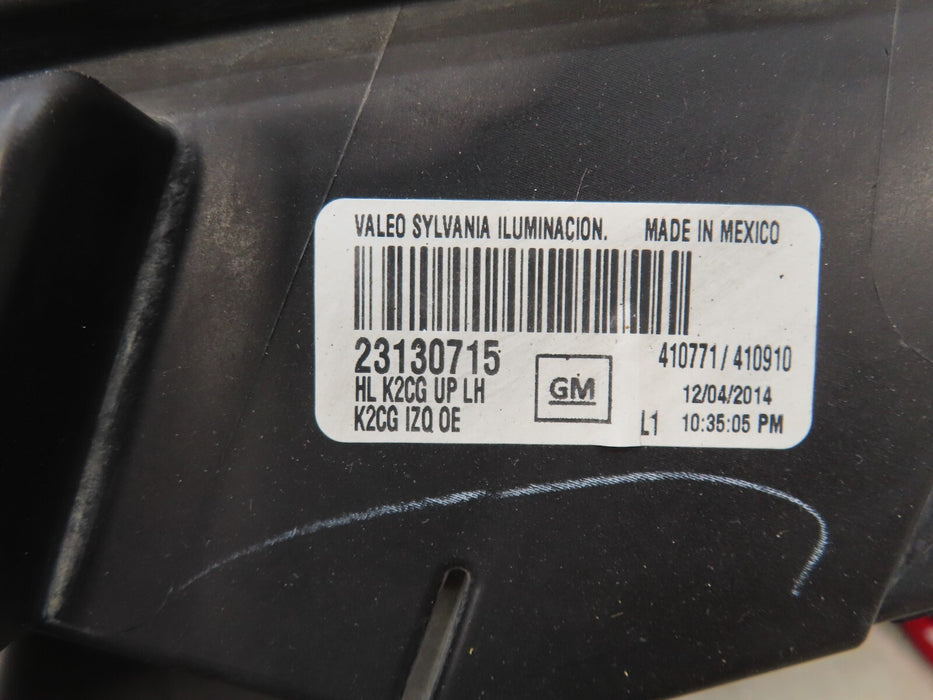 VALEO SYLVANIA ILUMINACION. MADE IN MEXICO
23130715
HL K2CG UP LH
K2CG IZQ OE
GM
410771 / 410910
12/04/2014
L1 10:35:05 PM